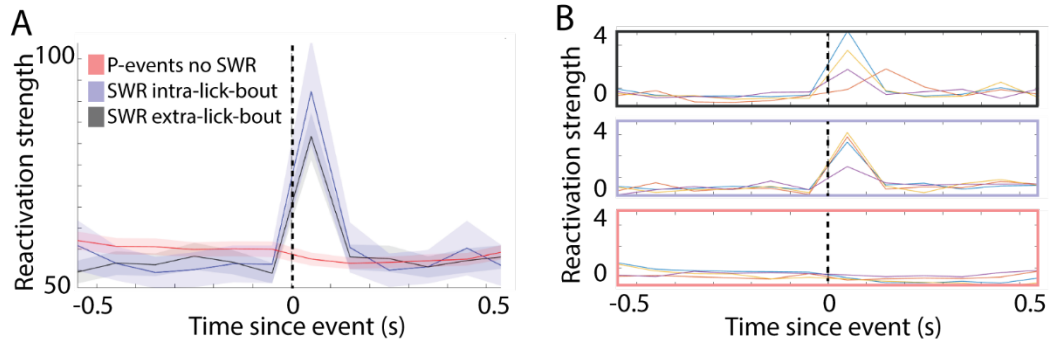 A
Reactivation strength
100
50
P-events no SWR
SWR intra-lick-bout
SWR extra-lick-bout
-0.5
0
0.5
Time since event (s)
B
Reactivation strength
4
0
4
0
4
0
-0.5
0
0.5
Time since event (s)